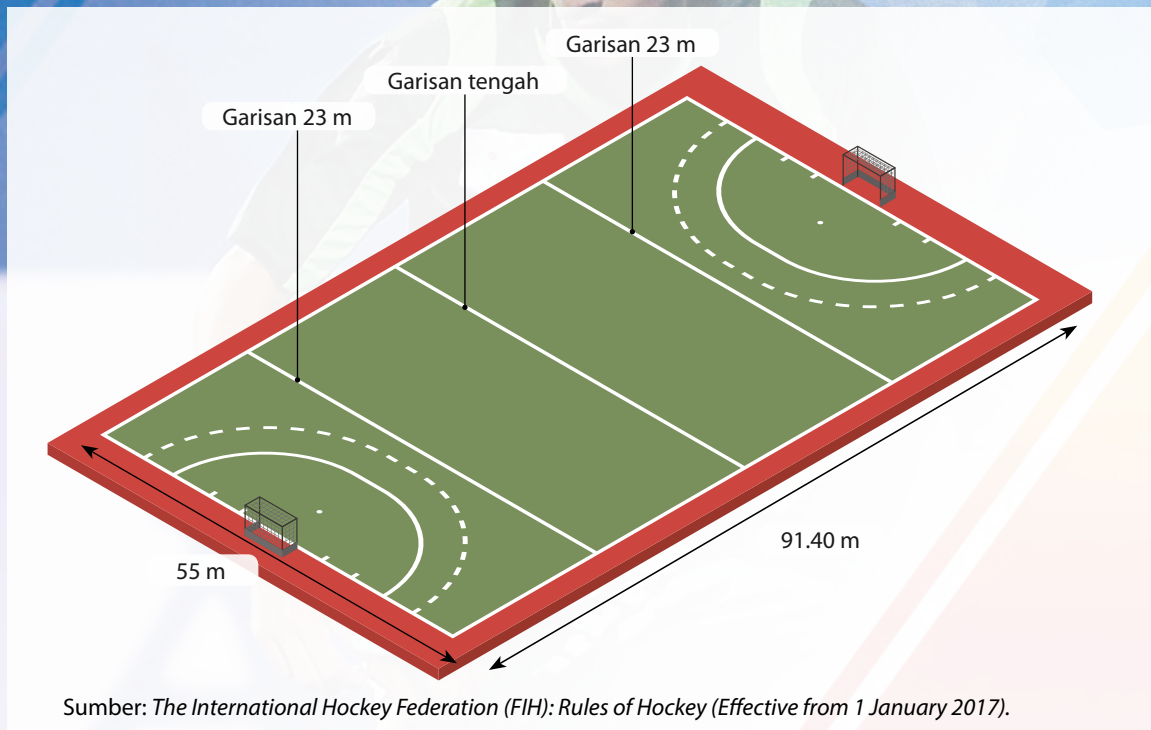 Garisan 23 m
Garisan tengah
Garisan 23 m
55 m
91.40 m
Sumber: The International Hockey Federation (FIH): Rules of Hockey (Effective from 1 January 2017).